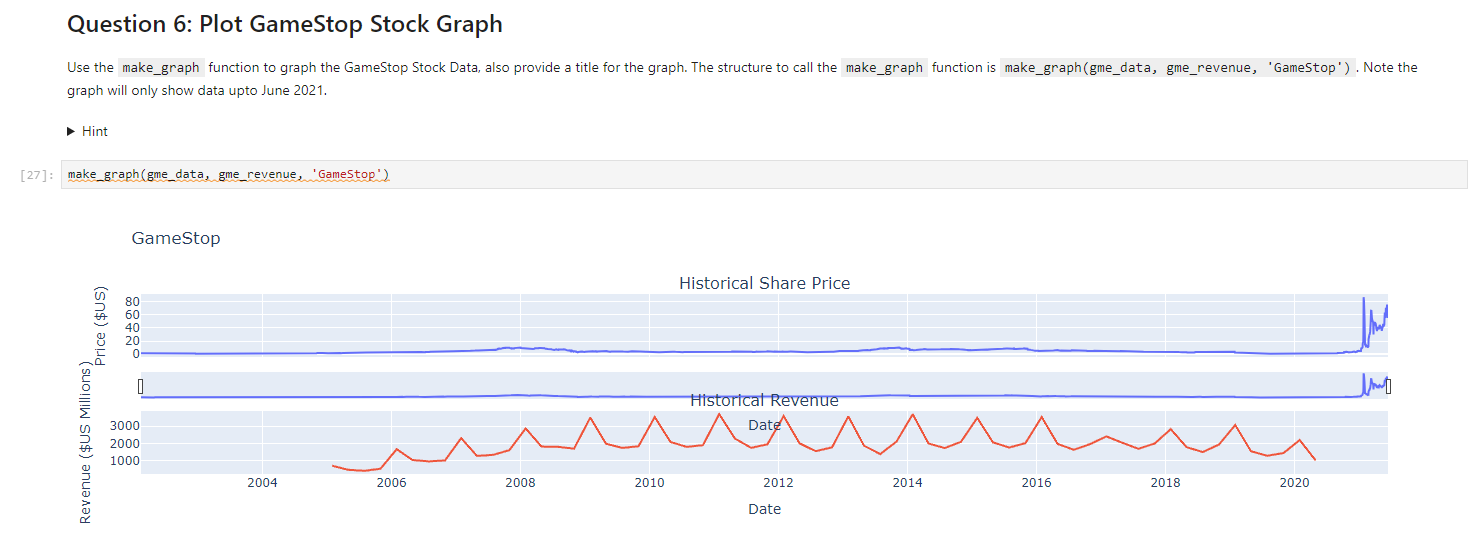 Question 6: Plot GameStop Stock Graph
Use the make_graph function to graph the GameStop Stock Data, also provide a title for the graph. The structure to call the make_graph function is make_graph(gme_data, gme_revenue, 'GameStop') . Note the
graph will only show data upto June 2021.
Hint
[27]: make_graph(gme_data, gme_revenue, 'GameStop')
GameStop
Historical Share Price
Price ($US)
80
60
40
20
0
Historical Revenue
Date
Revenue ($US Millions)
3000
2000
1000
2004 2006 2008 2010 2012 2014 2016 2018 2020
Date